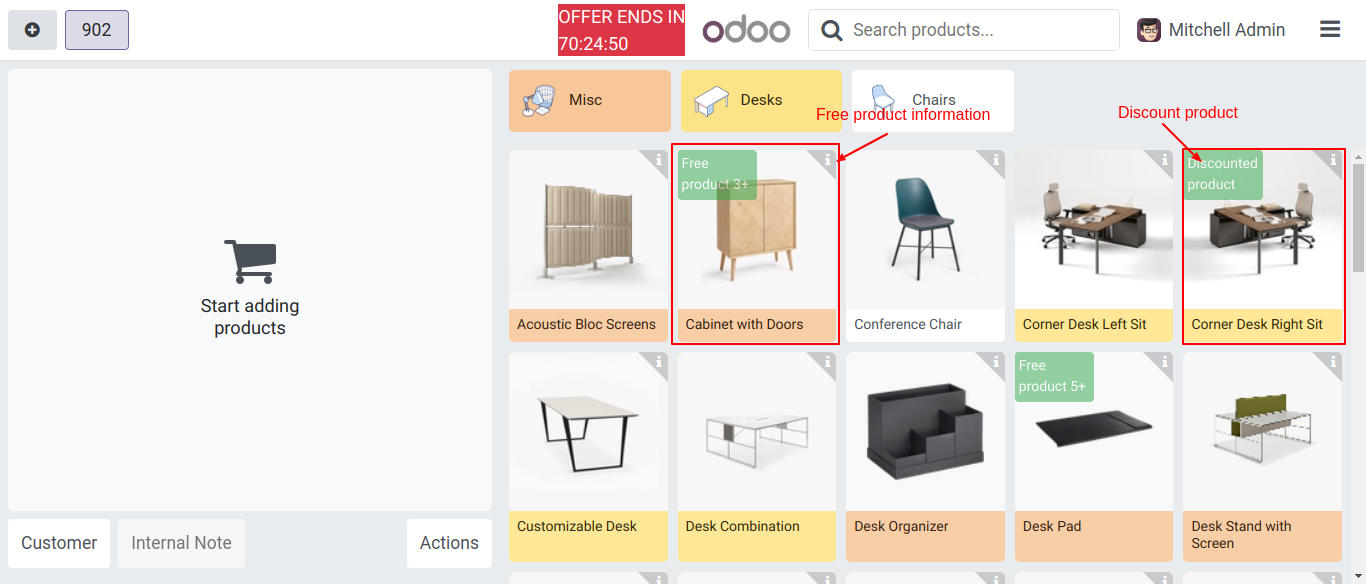 902
OFFER ENDS IN
70:24:50
odoo
Search products...
Mitchell Admin
Misc
Desks
Chairs
Free product information
Discount product
Start adding
products
Free
product 3+
Discounted
product
Acoustic Bloc Screens
Cabinet with Doors
Conference Chair
Corner Desk Left Sit
Corner Desk Right Sit
Free
product 5+
Customizable Desk
Desk Combination
Desk Organizer
Desk Pad
Desk Stand with
Screen
Customer
Internal Note
Actions